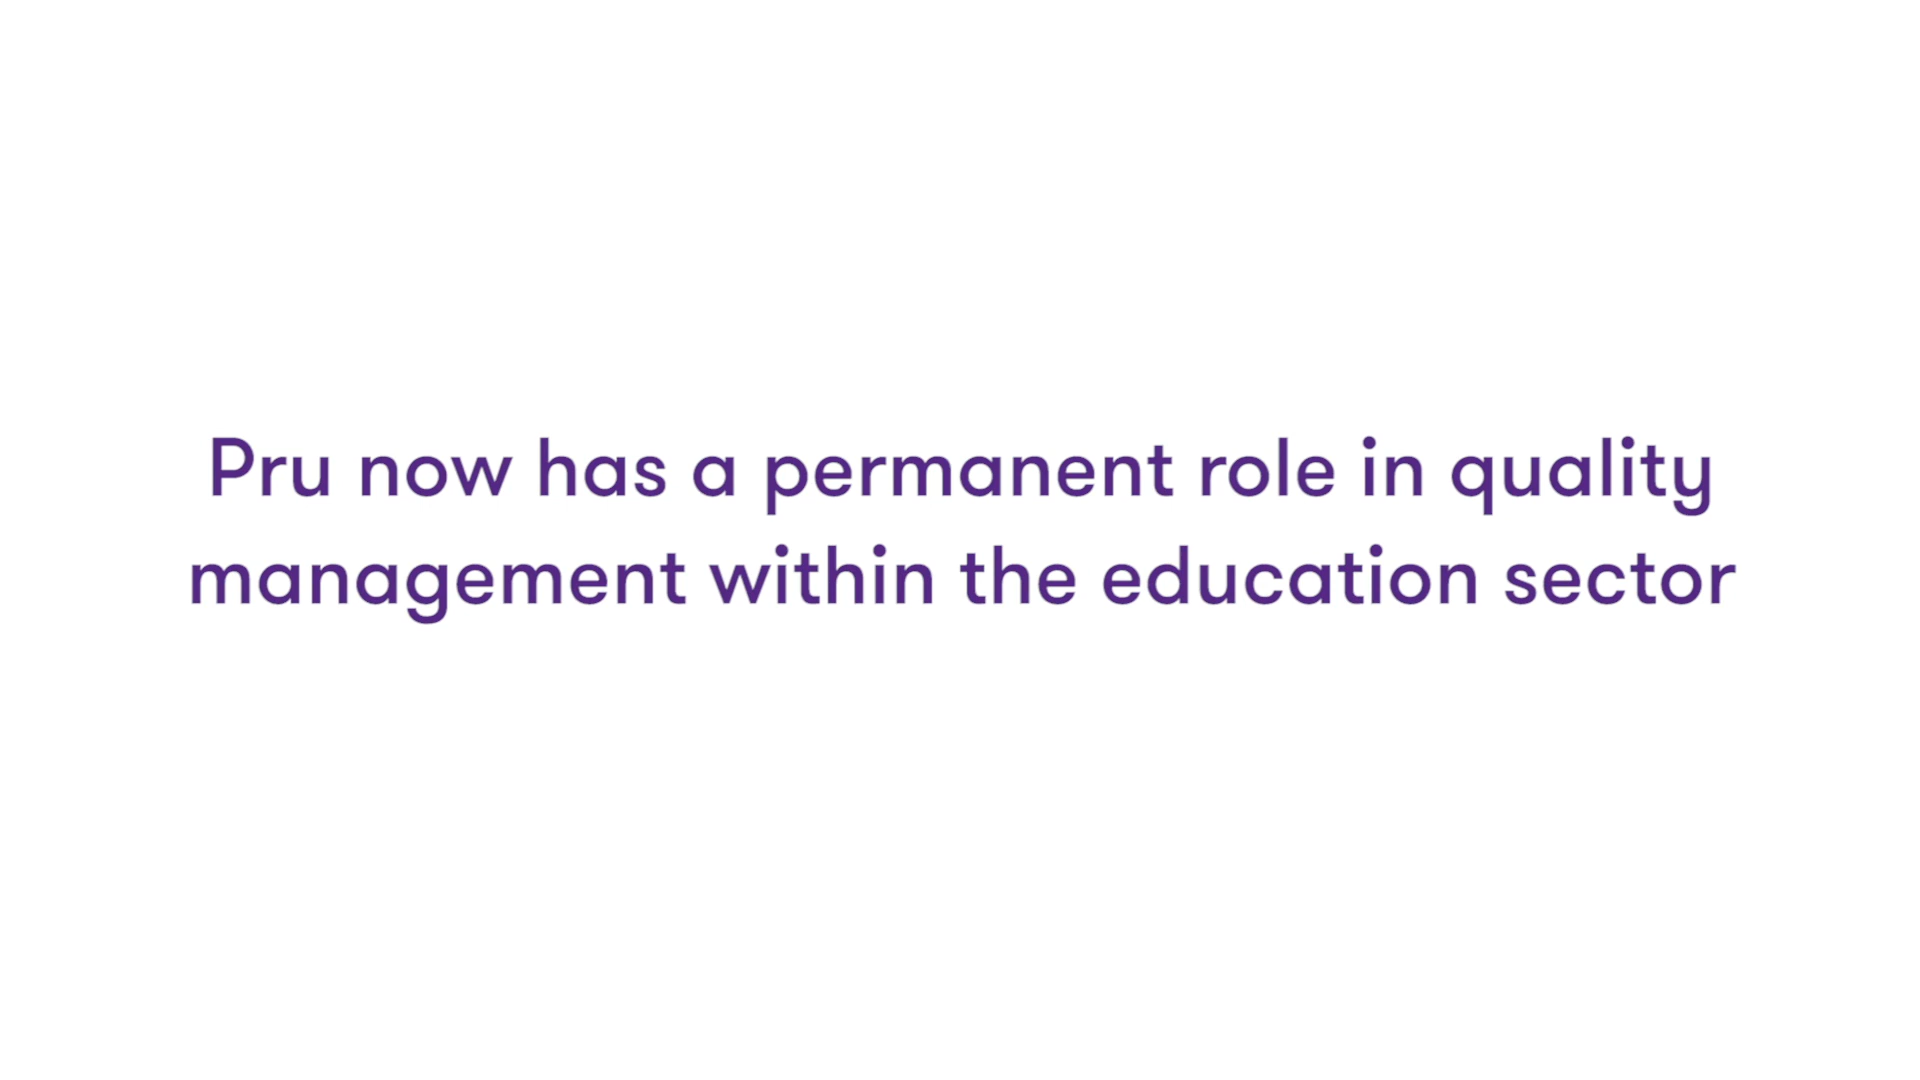 Pru now has a permanent role in quality
management within the education sector